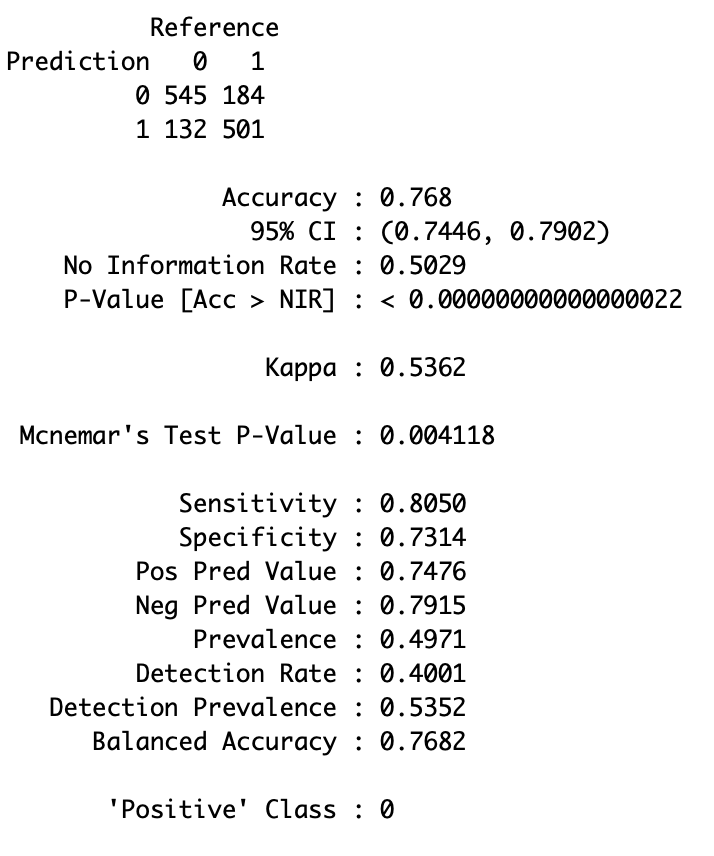 Reference
Prediction 0 1
0 545 184
1 132 501
Accuracy : 0.768
95% CI : (0.7446, 0.7902)
No Information Rate : 0.5029
P-Value [Acc > NIR] : < 0.00000000000000022
Kappa : 0.5362
Mcnemar's Test P-Value : 0.004118
Sensitivity : 0.8050
Specificity : 0.7314
Pos Pred Value : 0.7476
Neg Pred Value : 0.7915
Prevalence : 0.4971
Detection Rate : 0.4001
Detection Prevalence : 0.5352
Balanced Accuracy : 0.7682
'Positive' Class : 0